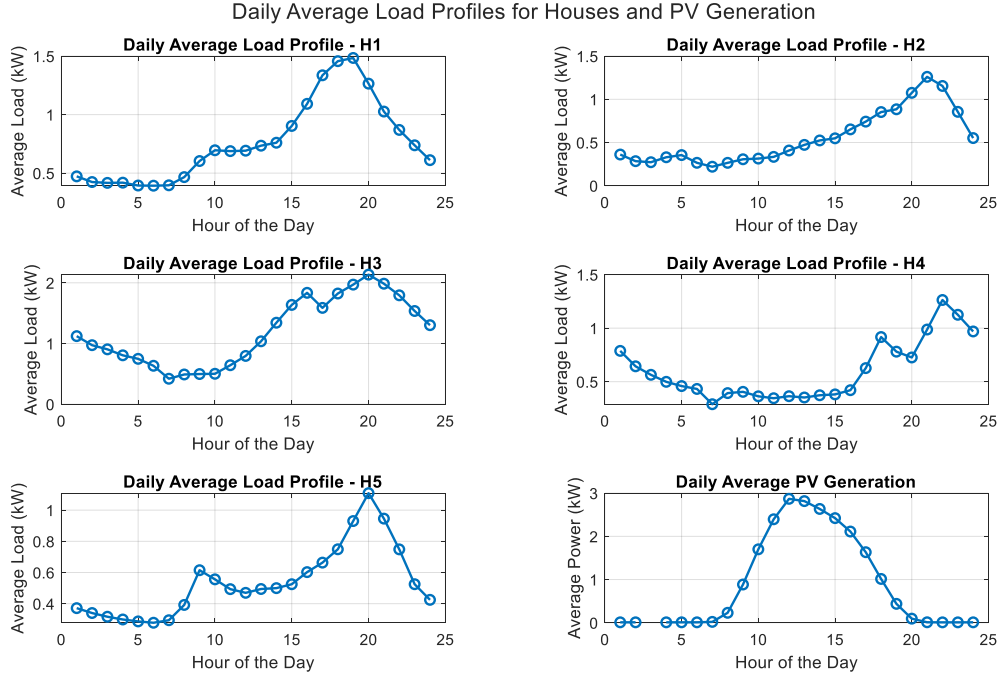 Daily Average Load Profiles for Houses and PV Generation
Daily Average Load Profile - H1
Average Load (kW)
1.5
1
0.5
0 5 10 15 20 25
Hour of the Day
Daily Average Load Profile - H2
Average Load (kW)
1.5
1
0.5
0
0 5 10 15 20 25
Hour of the Day
Daily Average Load Profile - H3
Average Load (kW)
2
1
0
0 5 10 15 20 25
Hour of the Day
Daily Average Load Profile - H4
Average Load (kW)
1.5
1
0.5
0 5 10 15 20 25
Hour of the Day
Daily Average Load Profile - H5
Average Load (kW)
1
0.8
0.6
0.4
0 5 10 15 20 25
Hour of the Day
Daily Average PV Generation
Average Power (kW)
3
2
1
0
0 5 10 15 20 25
Hour of the Day